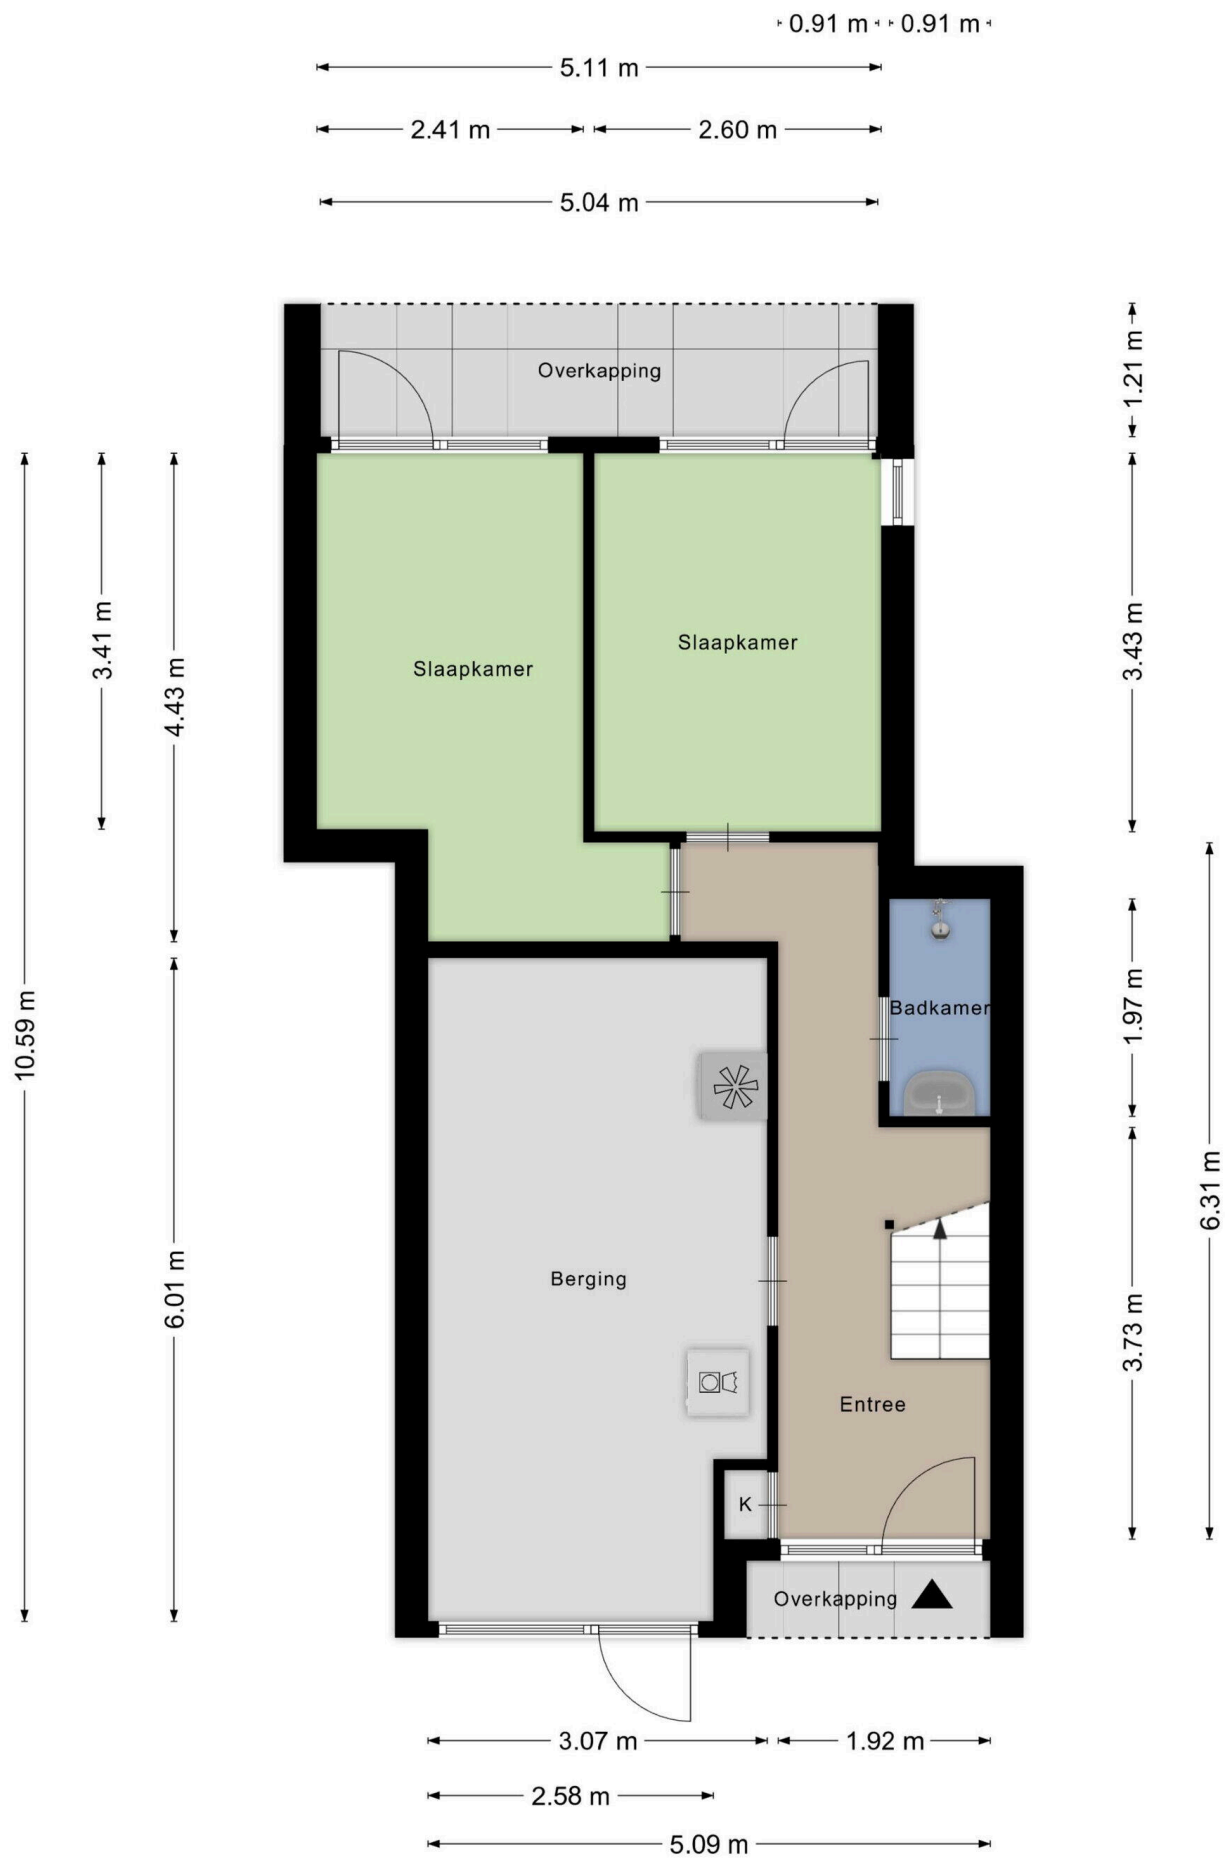 0.91 m 0.91 m
5.11 m
2.41 m 2.60 m
5.04 m
Overkapping
1.21 m
Slaapkamer
Slaapkamer
3.41 m
4.43 m
3.43 m
10.59 m
Badkamer
1.97 m
6.31 m
Berging
6.01 m
3.73 m
Entree
K
Overkapping
3.07 m 1.92 m
2.58 m
5.09 m